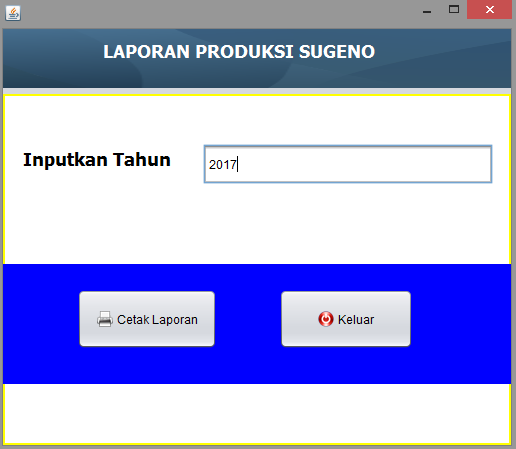 LAPORAN PRODUKSI SUGENO
Inputkan Tahun
2017
Cetak Laporan
Keluar